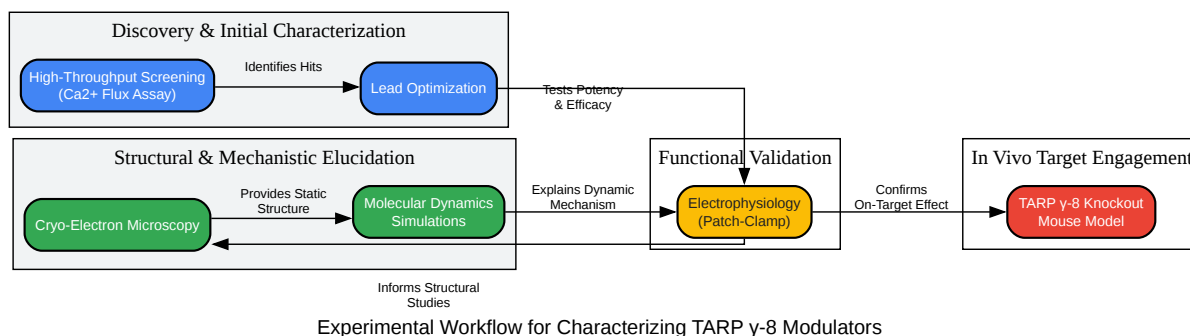 Discovery & Initial Characterization
High-Throughput Screening
(Ca2+ Flux Assay)
Identifies Hits
Lead Optimization
Tests Potency
& Efficacy
Structural & Mechanistic Elucidation
Cryo-Electron Microscopy
Provides Static
Structure
Molecular Dynamics
Simulations
Explains Dynamic
Mechanism
Functional Validation
Electrophysiology
(Patch-Clamp)
Confirms
On-Target Effect
In Vivo Target Engagement
TARP γ-8 Knockout
Mouse Model
Informs Structural
Studies
Experimental Workflow for Characterizing TARP γ-8 Modulators